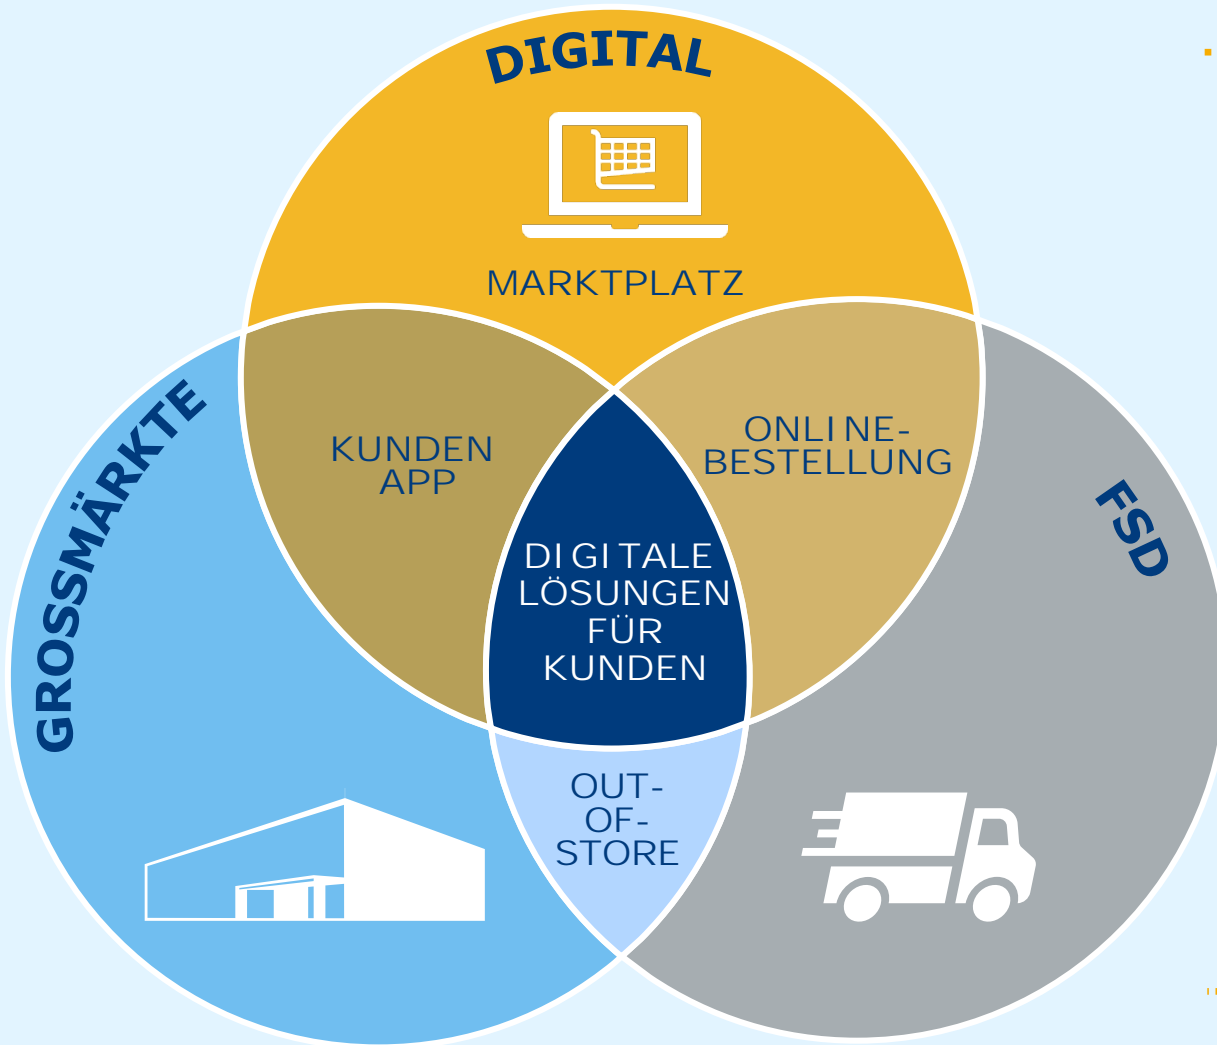 DIGITAL
MARKTPLATZ
GROSSMÄRKTE
KUNDEN
APP
ONLINE-
BESTELLUNG
FSD
DIGITALE
LÖSUNGEN
FÜR
KUNDEN
OUT-
OF-
STORE